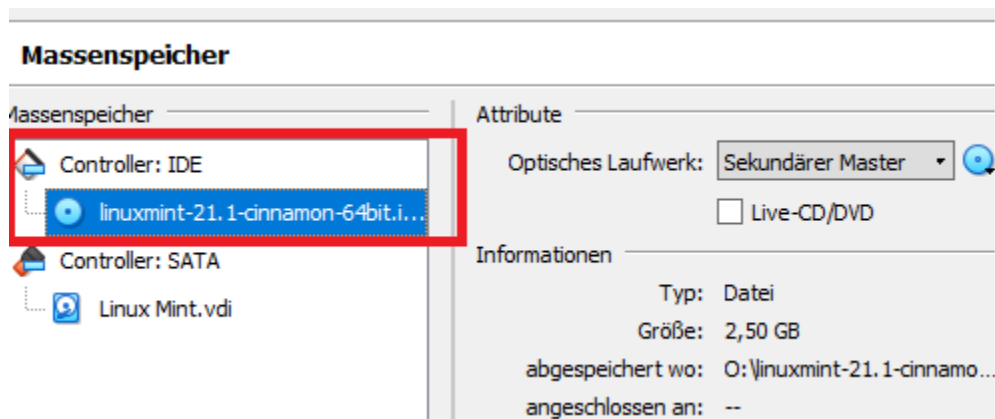 Massenspeicher
Massenspeicher
Controller: IDE
linuxmint-21.1-cinnamon-64bit.i...
Controller: SATA
Linux Mint.vdi
Attribute
Optisches Laufwerk: Sekundärer Master
Live-CD/DVD
Informationen
Typ: Datei
Größe: 2,50 GB
abgespeichert wo: O:\linuxmint-21.1-cinnamo...
angeschlossen an: --